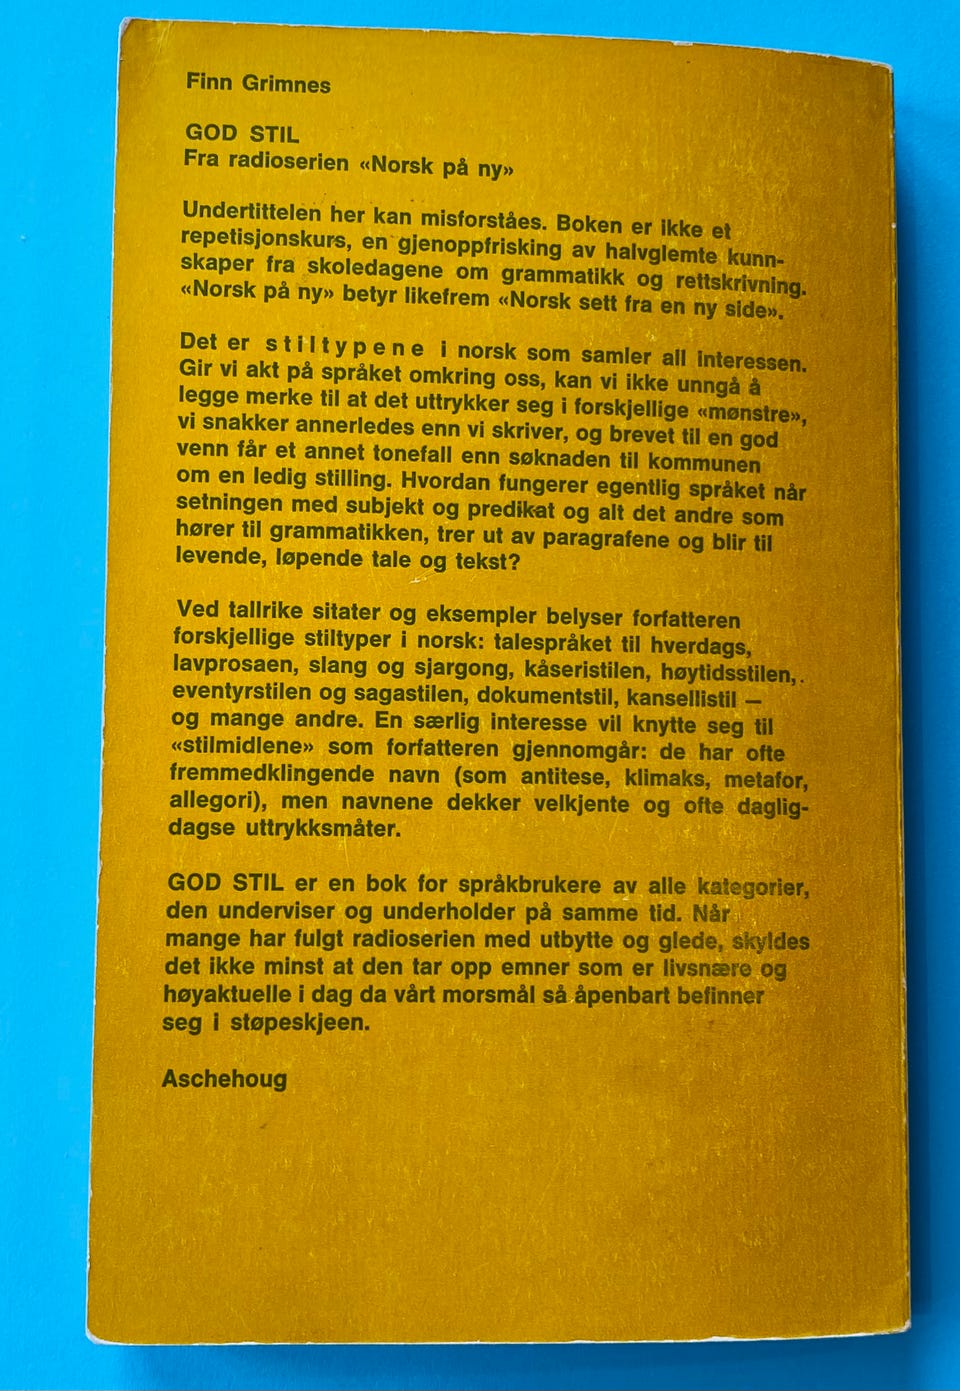 Finn Grimnes
GOD STIL
Fra radioserien «Norsk på ny»
Undertittelen her kan misforståes. Boken er ikke et
repetisjonskurs, en gjenoppfrisking av halvglemte kunn-
skaper fra skoledagene om grammatikk og rettskrivning.
«Norsk på ny» betyr likefrem «Norsk sett fra en ny side».
Det er stiltypene i norsk som samler all interessen.
Gir vi akt på språket omkring oss, kan vi ikke unngå å
legge merke til at det uttrykker seg i forskjellige «mønstre»,
vi snakker annerledes enn vi skriver, og brevet til en god
venn får et annet tonefall enn søknaden til kommunen
om en ledig stilling. Hvordan fungerer egentlig språket når
setningen med subjekt og predikat og alt det andre som
hører til grammatikken, trer ut av paragrafene og blir til
levende, løpende tale og tekst?
Ved tallrike sitater og eksempler belyser forfatteren
forskjellige stiltyper i norsk: talespråket til hverdags,
lavprosaen, slang og sjargong, kåseristilen, høytidsstilen,.
eventyrstilen og sagastilen, dokumentstil, kansellistil —
og mange andre. En særlig interesse vil knytte seg til
«stilmidlene» som forfatteren gjennomgår: de har ofte
fremmedklingende navn (som antitese, klimaks, metafor,
allegori), men navnene dekker velkjente og ofte daglig-
dagse uttrykksmåter.
GOD STIL er en bok for språkbrukere av alle kategorier,
den underviser og underholder på samme tid. Når
mange har fulgt radioserien med utbytte og glede, skyldes
det ikke minst at den tar opp emner som er livsnære og
høyaktuelle i dag da vårt morsmål så åpenbart befinner
seg i støpeskjeen.
Aschehoug